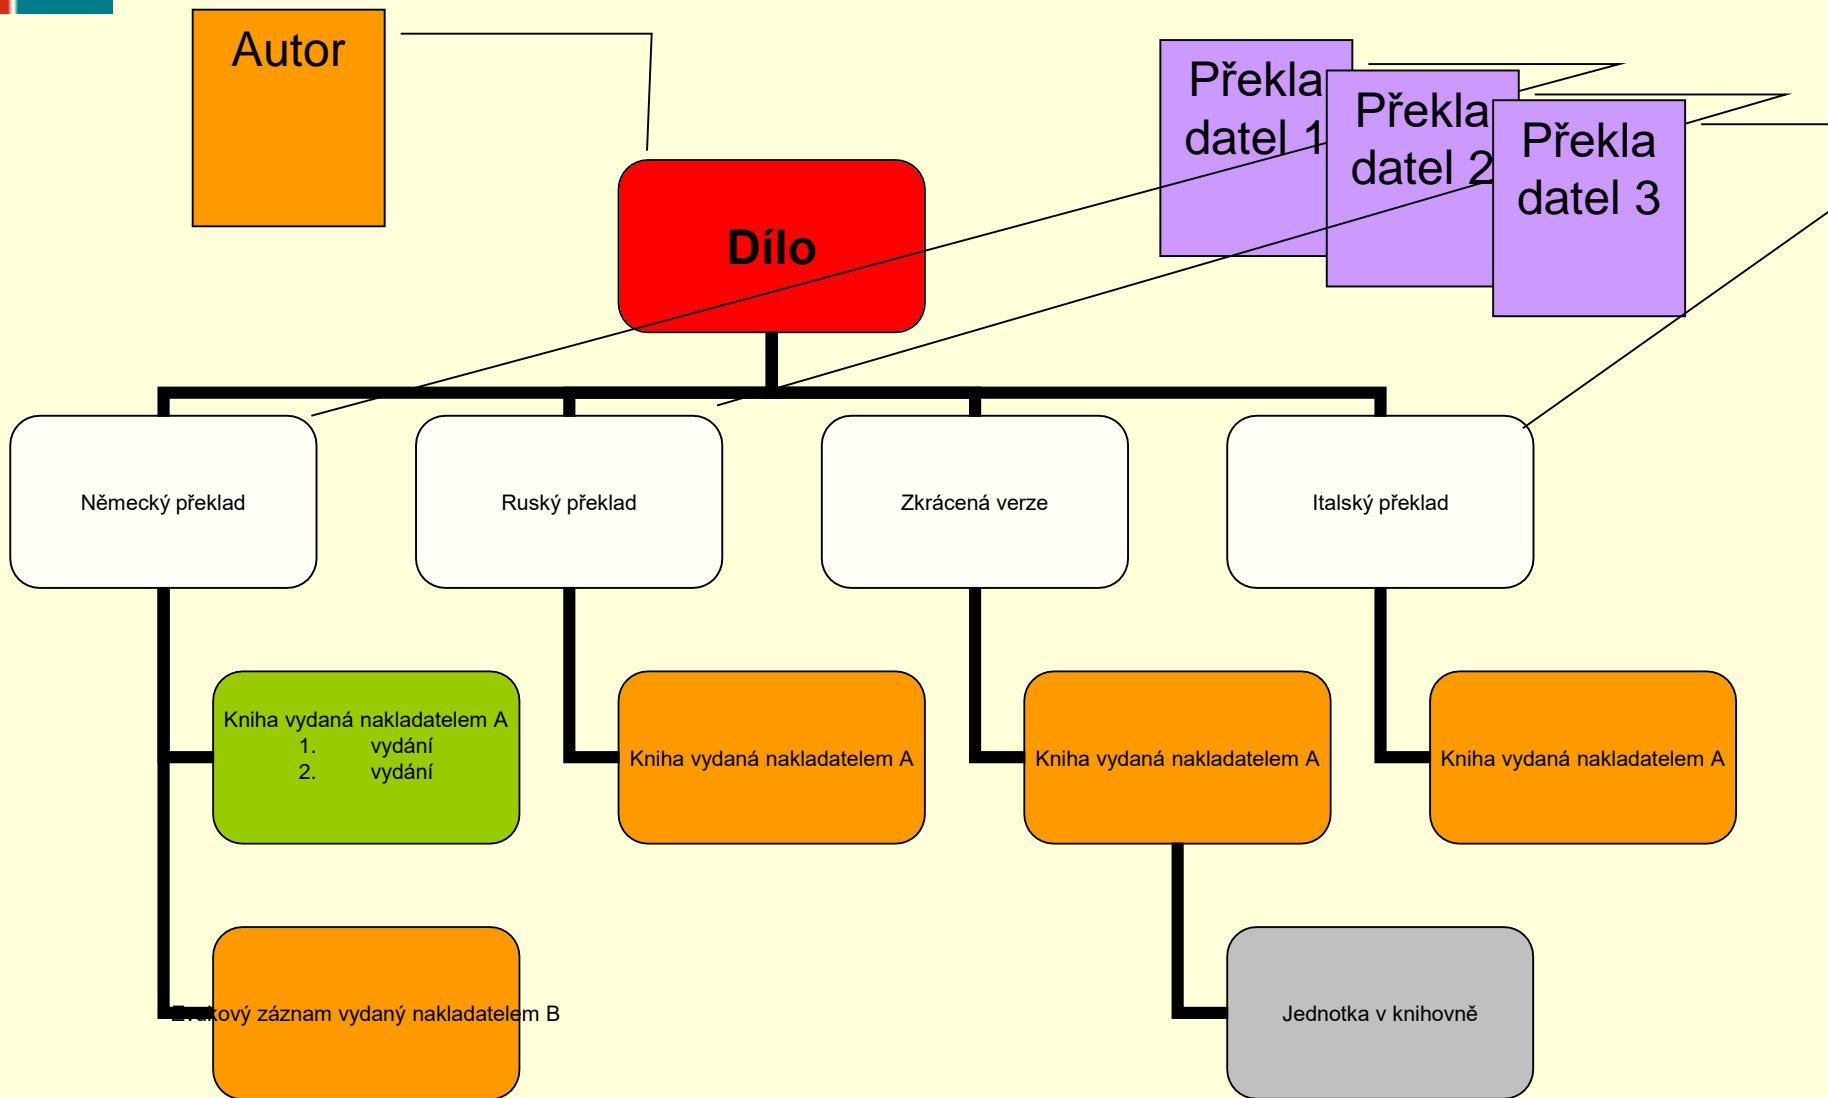 Autor
Překla
datel 1
Překla
datel 2
Překla
datel 3
Dílo
Německý překlad
Ruský překlad
Zkrácená verze
Italský překlad
Kniha vydaná nakladatelem A
1. vydání
2. vydání
Kniha vydaná nakladatelem A
Kniha vydaná nakladatelem A
Kniha vydaná nakladatelem A
Zvukový záznam vydaný nakladatelem B
Jednotka v knihovně